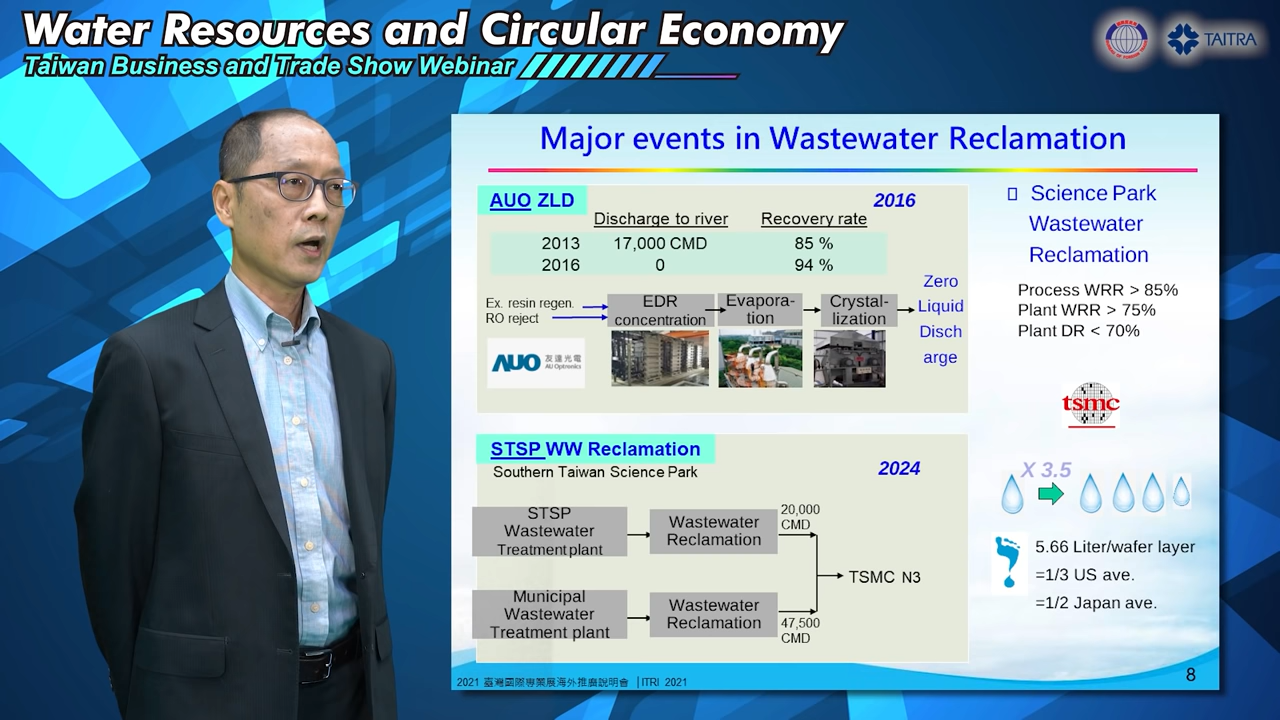 Water Resources and Circular Economy
Taiwan Business and Trade Show Webinar
TAITRA
Major events in Wastewater Reclamation
AUO ZLD
2016
Discharge to river Recovery rate
2013 17,000 CMD 85 %
2016 0 94 %
Ex. resin regen.
RO reject
EDR
concentration
Evapora-
tion
Crystal-
lization
Zero
Liquid
Disch
arge
AUO 友達光電
AU Optronics
STSP WW Reclamation
Southern Taiwan Science Park
2024
STSP
Wastewater
Treatment plant
Wastewater
Reclamation
20,000
CMD
TSMC N3
Municipal
Wastewater
Treatment plant
Wastewater
Reclamation
47,500
CMD
Science Park
Wastewater
Reclamation
Process WRR > 85%
Plant WRR > 75%
Plant DR < 70%
tsmc
X 3.5
5.66 Liter/wafer layer
=1/3 US ave.
=1/2 Japan ave.
2021 臺灣國際專業展海外推廣說明會 | ITRI 2021
8